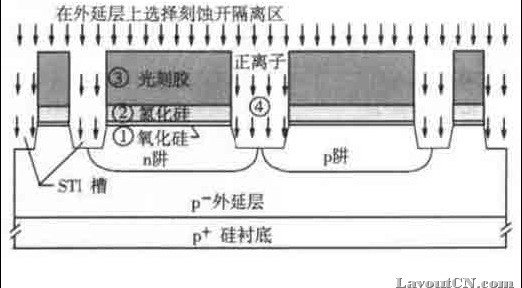 在外延层上选择刻蚀开隔离区
③ 光刻胶
正离子
② 氮化硅
④
① 氧化硅
n阱
p阱
STI 槽
p⁻外延层
p⁺ 硅衬底
LayoutCN.com